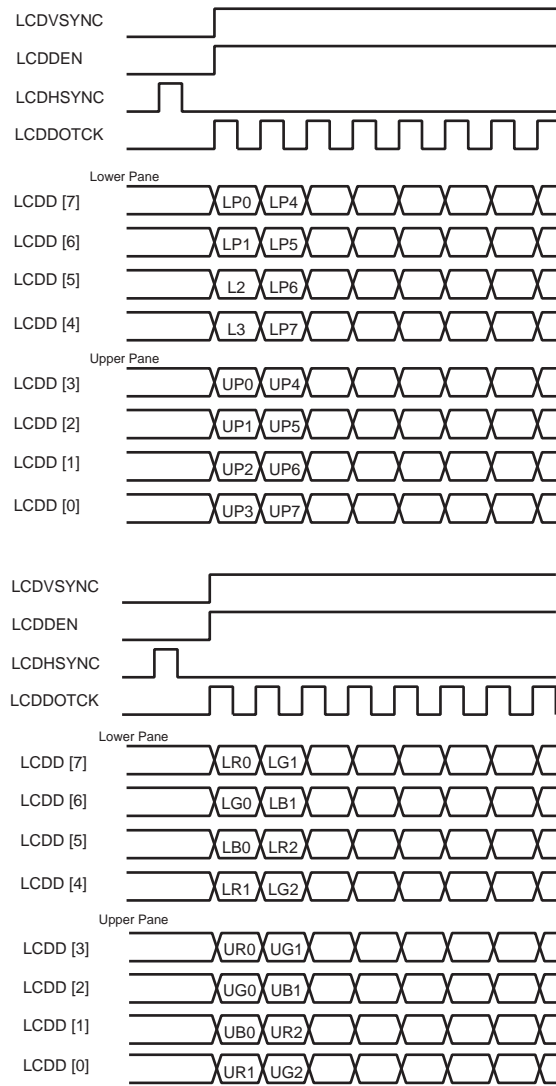 LCDVSYNC
LCDDEN
LCDHSYNC
LCDDOTCK
Lower Pane
LCDD [7] LP0 LP4
LCDD [6] LP1 LP5
LCDD [5] L2 LP6
LCDD [4] L3 LP7
Upper Pane
LCDD [3] UP0 UP4
LCDD [2] UP1 UP5
LCDD [1] UP2 UP6
LCDD [0] UP3 UP7
LCDVSYNC
LCDDEN
LCDHSYNC
LCDDOTCK
Lower Pane
LCDD [7] LR0 LG1
LCDD [6] LG0 LB1
LCDD [5] LB0 LR2
LCDD [4] LR1 LG2
Upper Pane
LCDD [3] UR0 UG1
LCDD [2] UG0 UB1
LCDD [1] UB0 UR2
LCDD [0] UR1 UG2